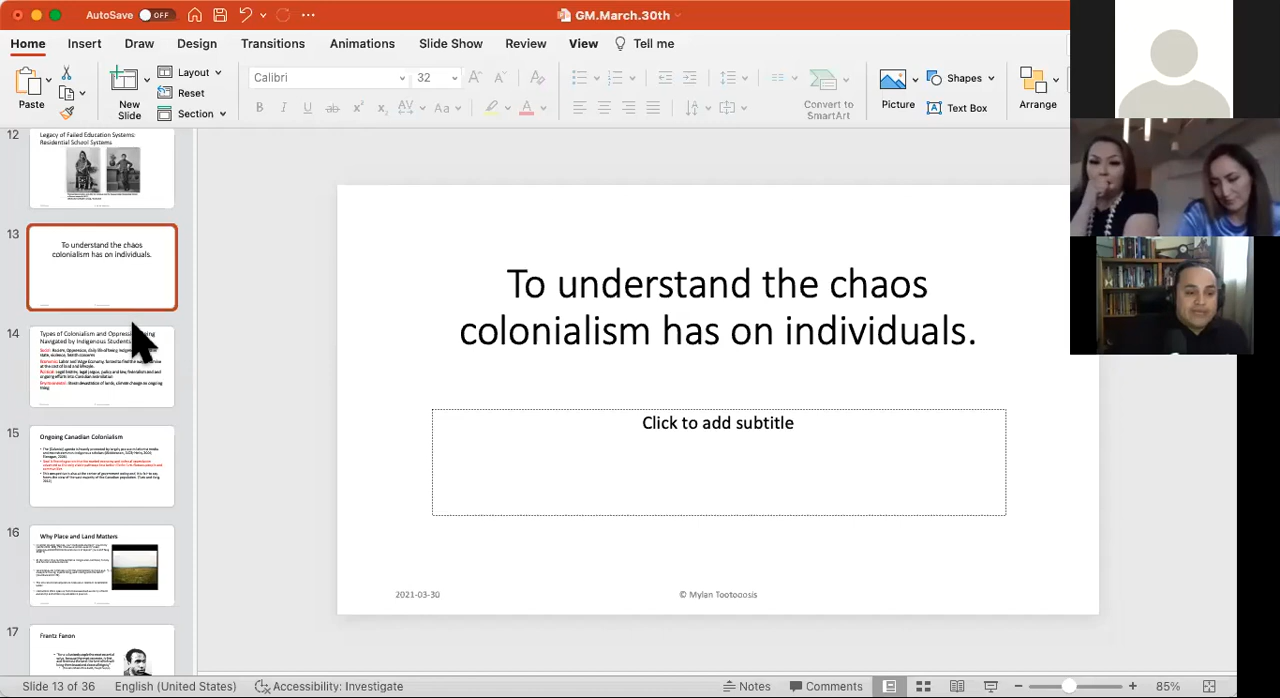 AutoSave OFF
GM.March.30th
Home Insert Draw Design Transitions Animations Slide Show Review View Tell me
Paste
New
Slide
Layout
Reset
Section
Calibri 32
Convert to
SmartArt
Picture
Shapes
Text Box
Arrange
12
Legacy of Failed Education Systems:
Residential School Systems
13
To understand the chaos
colonialism has on individuals.
14
Types of Colonialism and
Navigated by Indigenous Students
15
Ongoing Canadian Colonialism
16
Why Place and Land Matters
17
Frantz Fanon
To understand the chaos
colonialism has on individuals.
Click to add subtitle
2021-03-30
© Mylan Tootoosis
Slide 13 of 36 English (United States) Accessibility: Investigate Notes Comments 85%